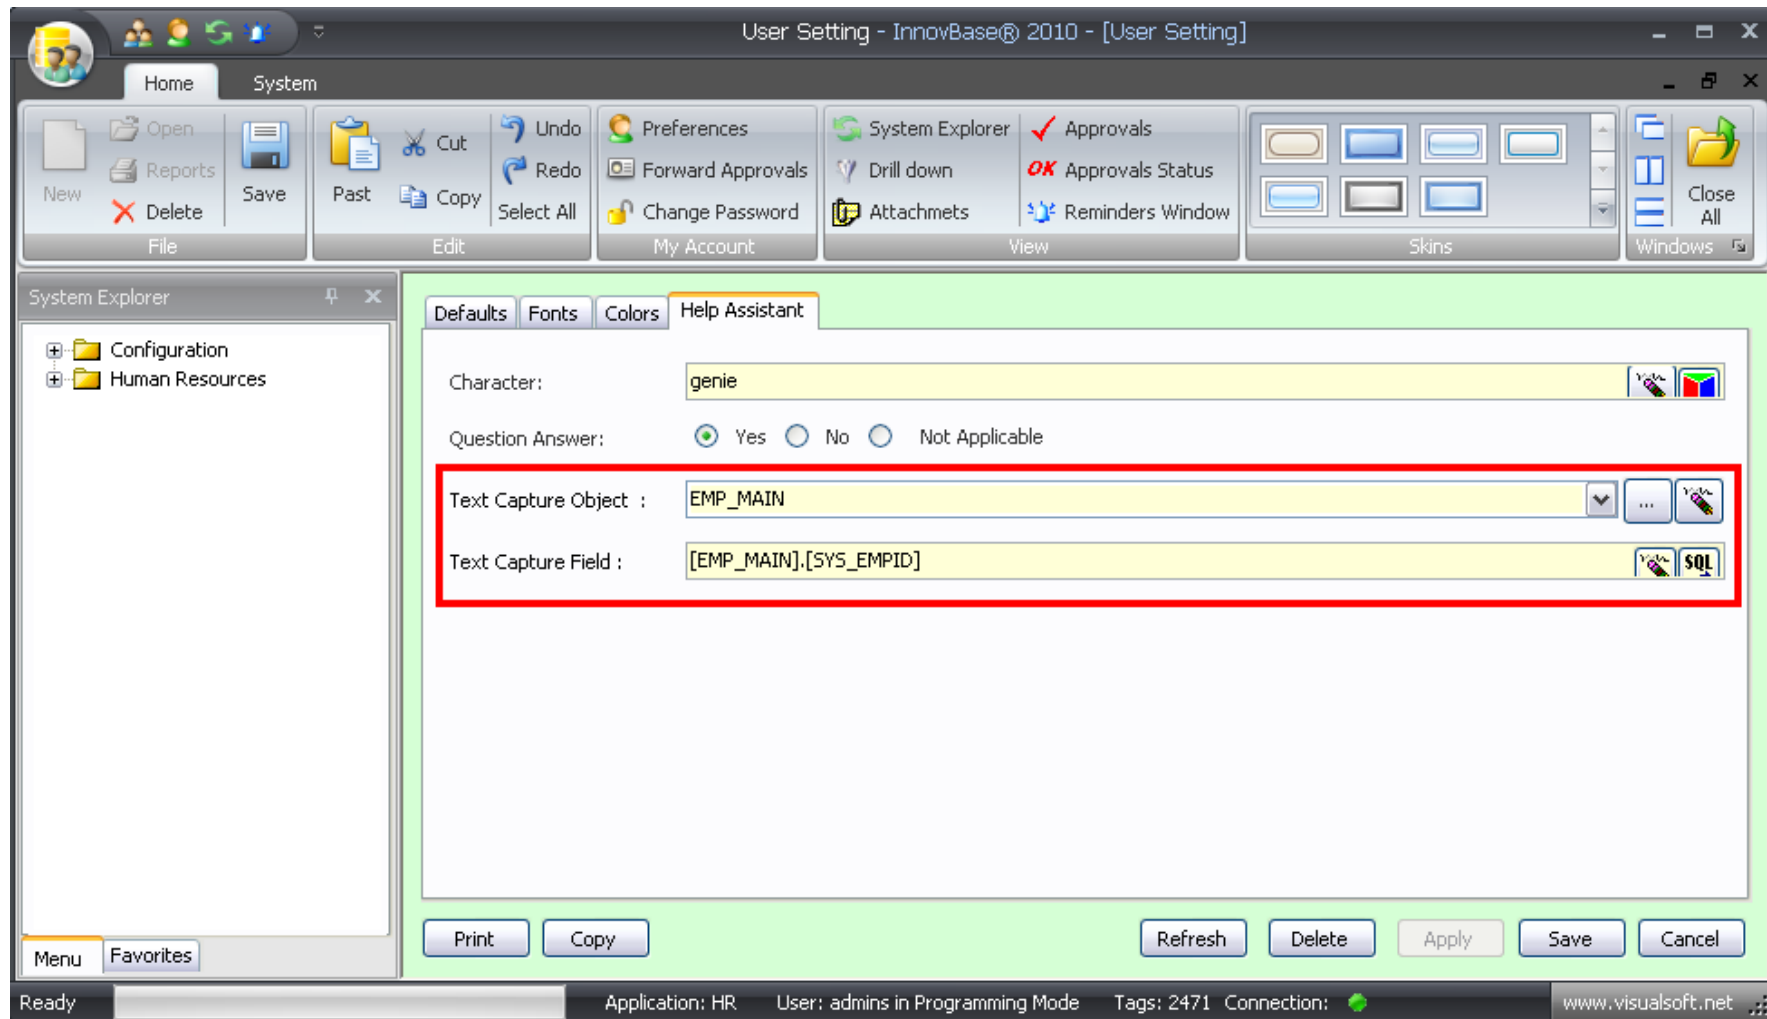 User Setting - InnovBase® 2010 - [User Setting]
Home System
New
Open
Reports
Delete
Save
File
Past
Cut
Copy
Undo
Redo
Select All
Edit
Preferences
Forward Approvals
Change Password
My Account
System Explorer
Drill down
Attachmets
Approvals
OK Approvals Status
Reminders Window
View
Skins
Close
All
Windows
System Explorer
Configuration
Human Resources
Menu Favorites
Defaults Fonts Colors Help Assistant
Character: genie
Question Answer: Yes No Not Applicable
Text Capture Object : EMP_MAIN ...
Text Capture Field : [EMP_MAIN].[SYS_EMPID] SQL
Print Copy Refresh Delete Apply Save Cancel
Ready Application: HR User: admins in Programming Mode Tags: 2471 Connection: www.visualsoft.net